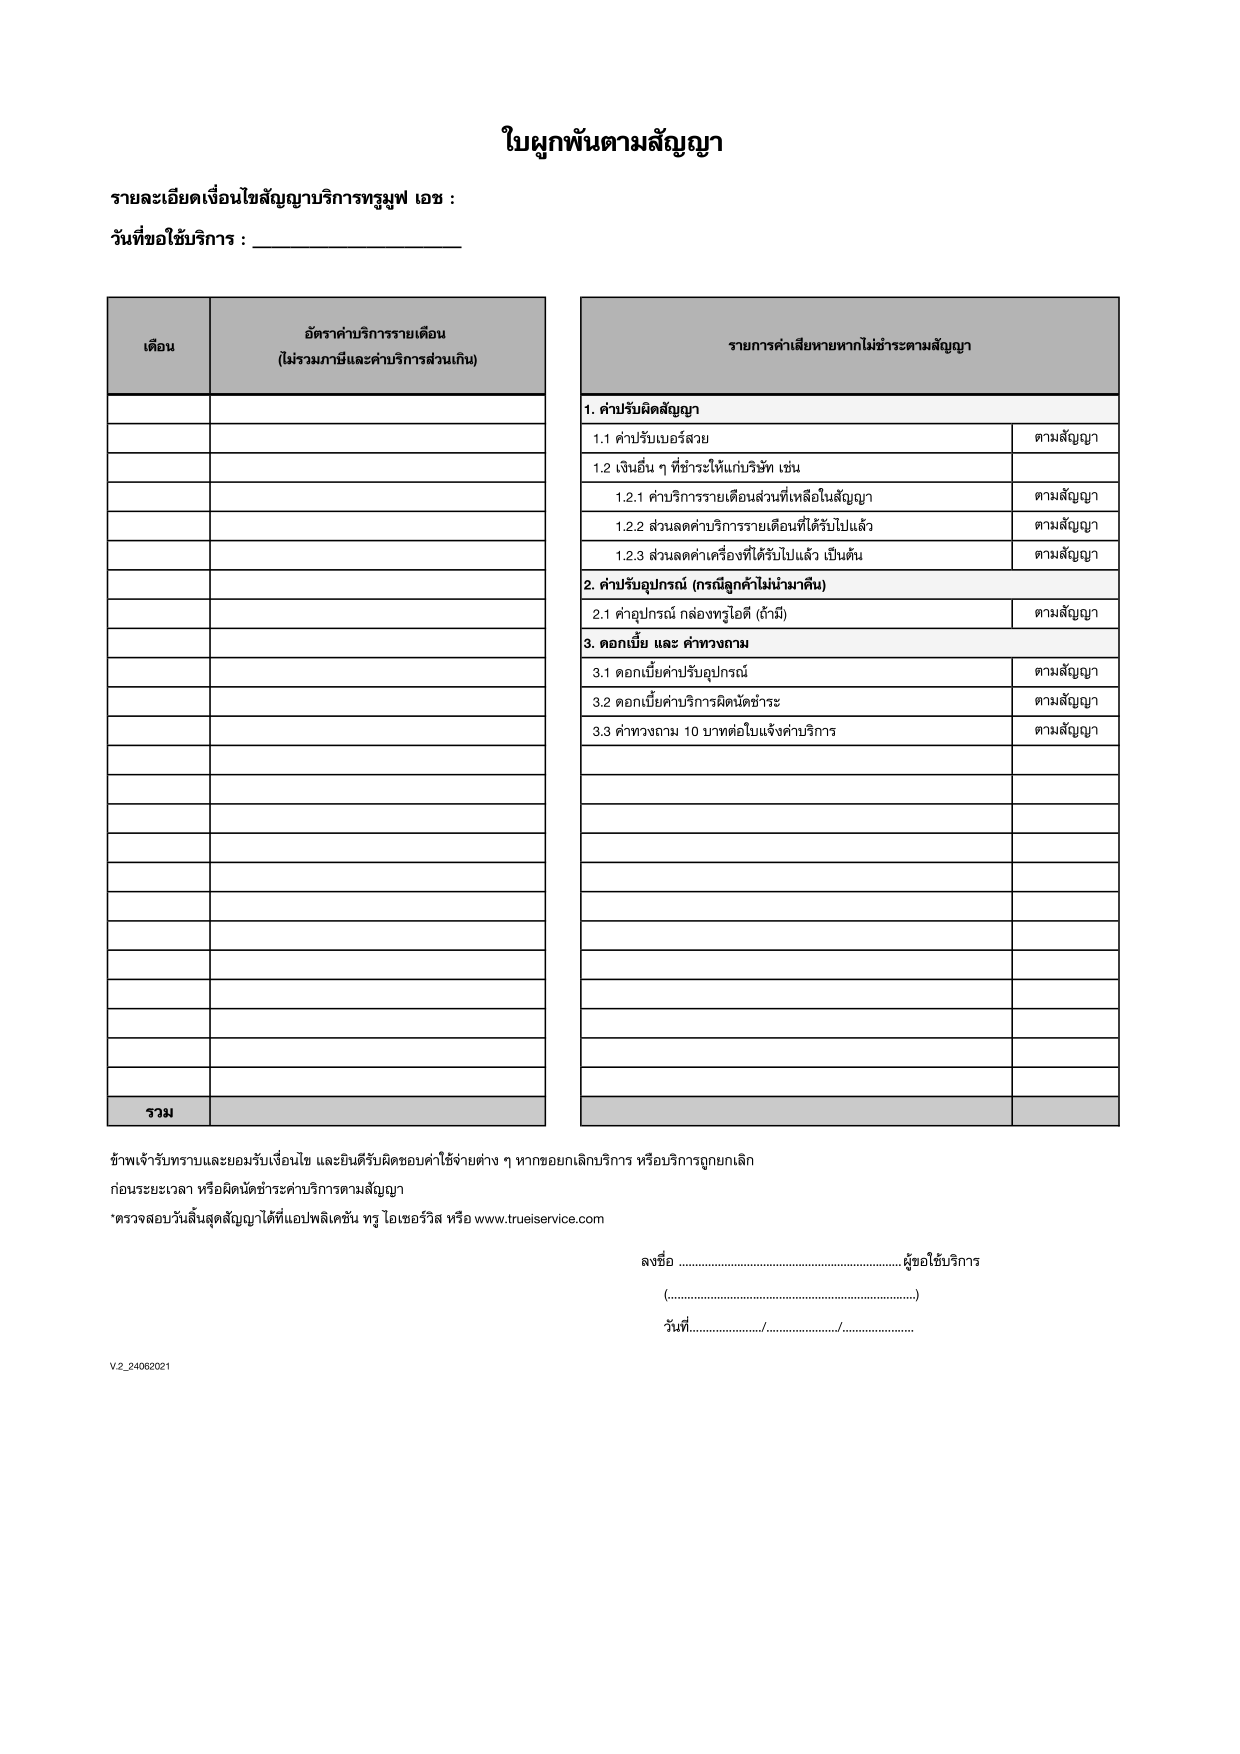 ใบผูกพันตามสัญญา
รายละเอียดเงื่อนไขสัญญาบริการทรูมูฟ เอช :
วันที่ขอใช้บริการ : ______________________
เดือน
อัตราค่าบริการรายเดือน
(ไม่รวมภาษีและค่าบริการส่วนเกิน)
รวม
รายการค่าเสียหายหากไม่ชำระตามสัญญา
1. ค่าปรับผิดสัญญา
1.1 ค่าปรับเบอร์สวย ตามสัญญา
1.2 เงินอื่น ๆ ที่ชำระให้แก่บริษัท เช่น
1.2.1 ค่าบริการรายเดือนส่วนที่เหลือในสัญญา ตามสัญญา
1.2.2 ส่วนลดค่าบริการรายเดือนที่ได้รับไปแล้ว ตามสัญญา
1.2.3 ส่วนลดค่าเครื่องที่ได้รับไปแล้ว เป็นต้น ตามสัญญา
2. ค่าปรับอุปกรณ์ (กรณีลูกค้าไม่นำมาคืน)
2.1 ค่าอุปกรณ์ กล่องทรูไอดี (ถ้ามี) ตามสัญญา
3. ดอกเบี้ย และ ค่าทวงถาม
3.1 ดอกเบี้ยค่าปรับอุปกรณ์ ตามสัญญา
3.2 ดอกเบี้ยค่าบริการผิดนัดชำระ ตามสัญญา
3.3 ค่าทวงถาม 10 บาทต่อใบแจ้งค่าบริการ ตามสัญญา
ข้าพเจ้ารับทราบและยอมรับเงื่อนไข และยินดีรับผิดชอบค่าใช้จ่ายต่าง ๆ หากขอยกเลิกบริการ หรือบริการถูกยกเลิก
ก่อนระยะเวลา หรือผิดนัดชำระค่าบริการตามสัญญา
*ตรวจสอบวันสิ้นสุดสัญญาได้ที่แอปพลิเคชัน ทรู ไอเซอร์วิส หรือ www.trueiservice.com
ลงชื่อ ....................................................................ผู้ขอใช้บริการ
(............................................................................)
วันที่....................../....................../......................
V.2_24062021